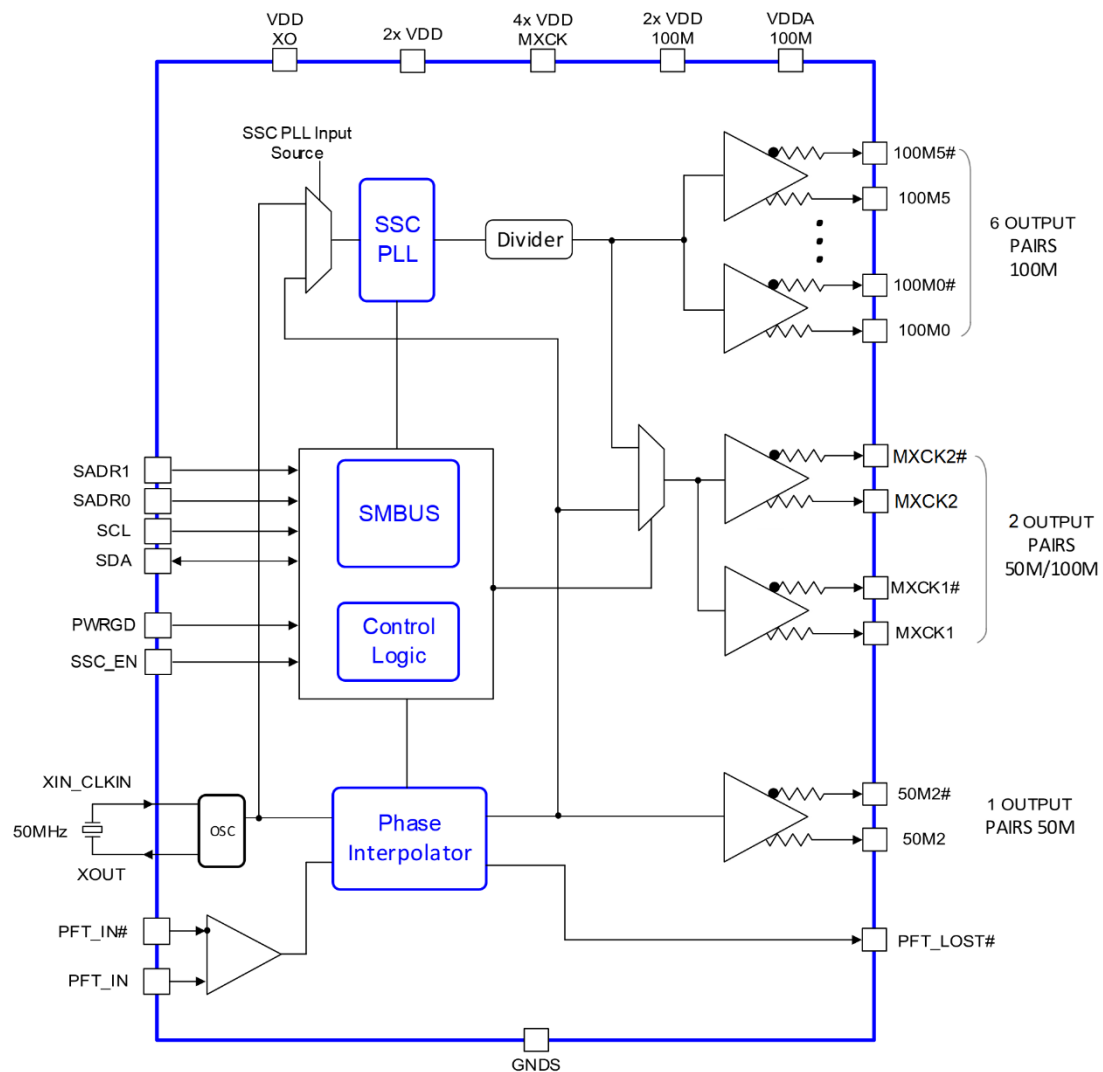 VDD
XO
2x VDD
4x VDD
MXCK
2x VDD
100M
VDDA
100M
SSC PLL Input
Source
SSC
PLL
Divider
100M5#
100M5
6 OUTPUT
PAIRS
100M
100M0#
100M0
SADR1
SADR0
SCL
SDA
PWRGD
SSC_EN
SMBUS
Control
Logic
MXCK2#
MXCK2
2 OUTPUT
PAIRS
50M/100M
MXCK1#
MXCK1
XIN_CLKIN
50MHz
XOUT
OSC
Phase
Interpolator
50M2#
50M2
1 OUTPUT
PAIRS 50M
PFT_IN#
PFT_IN
PFT_LOST#
GNDS